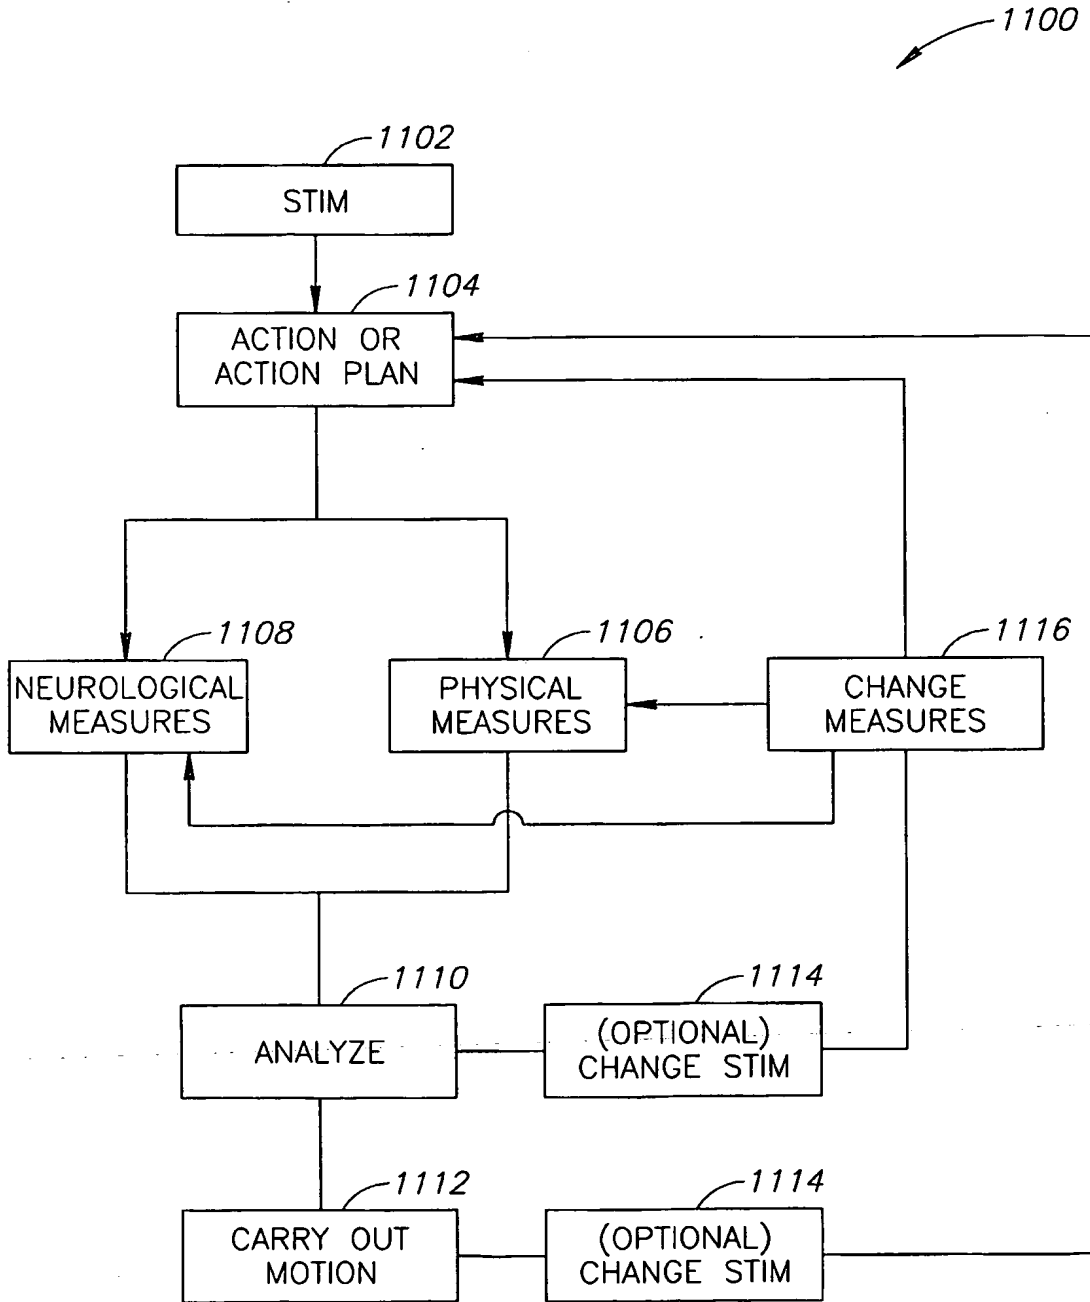 1100
1102
STIM
1104
ACTION OR
ACTION PLAN
1108
NEUROLOGICAL
MEASURES
1106
PHYSICAL
MEASURES
1116
CHANGE
MEASURES
1110
ANALYZE
1114
(OPTIONAL)
CHANGE STIM
1112
CARRY OUT
MOTION
1114
(OPTIONAL)
CHANGE STIM